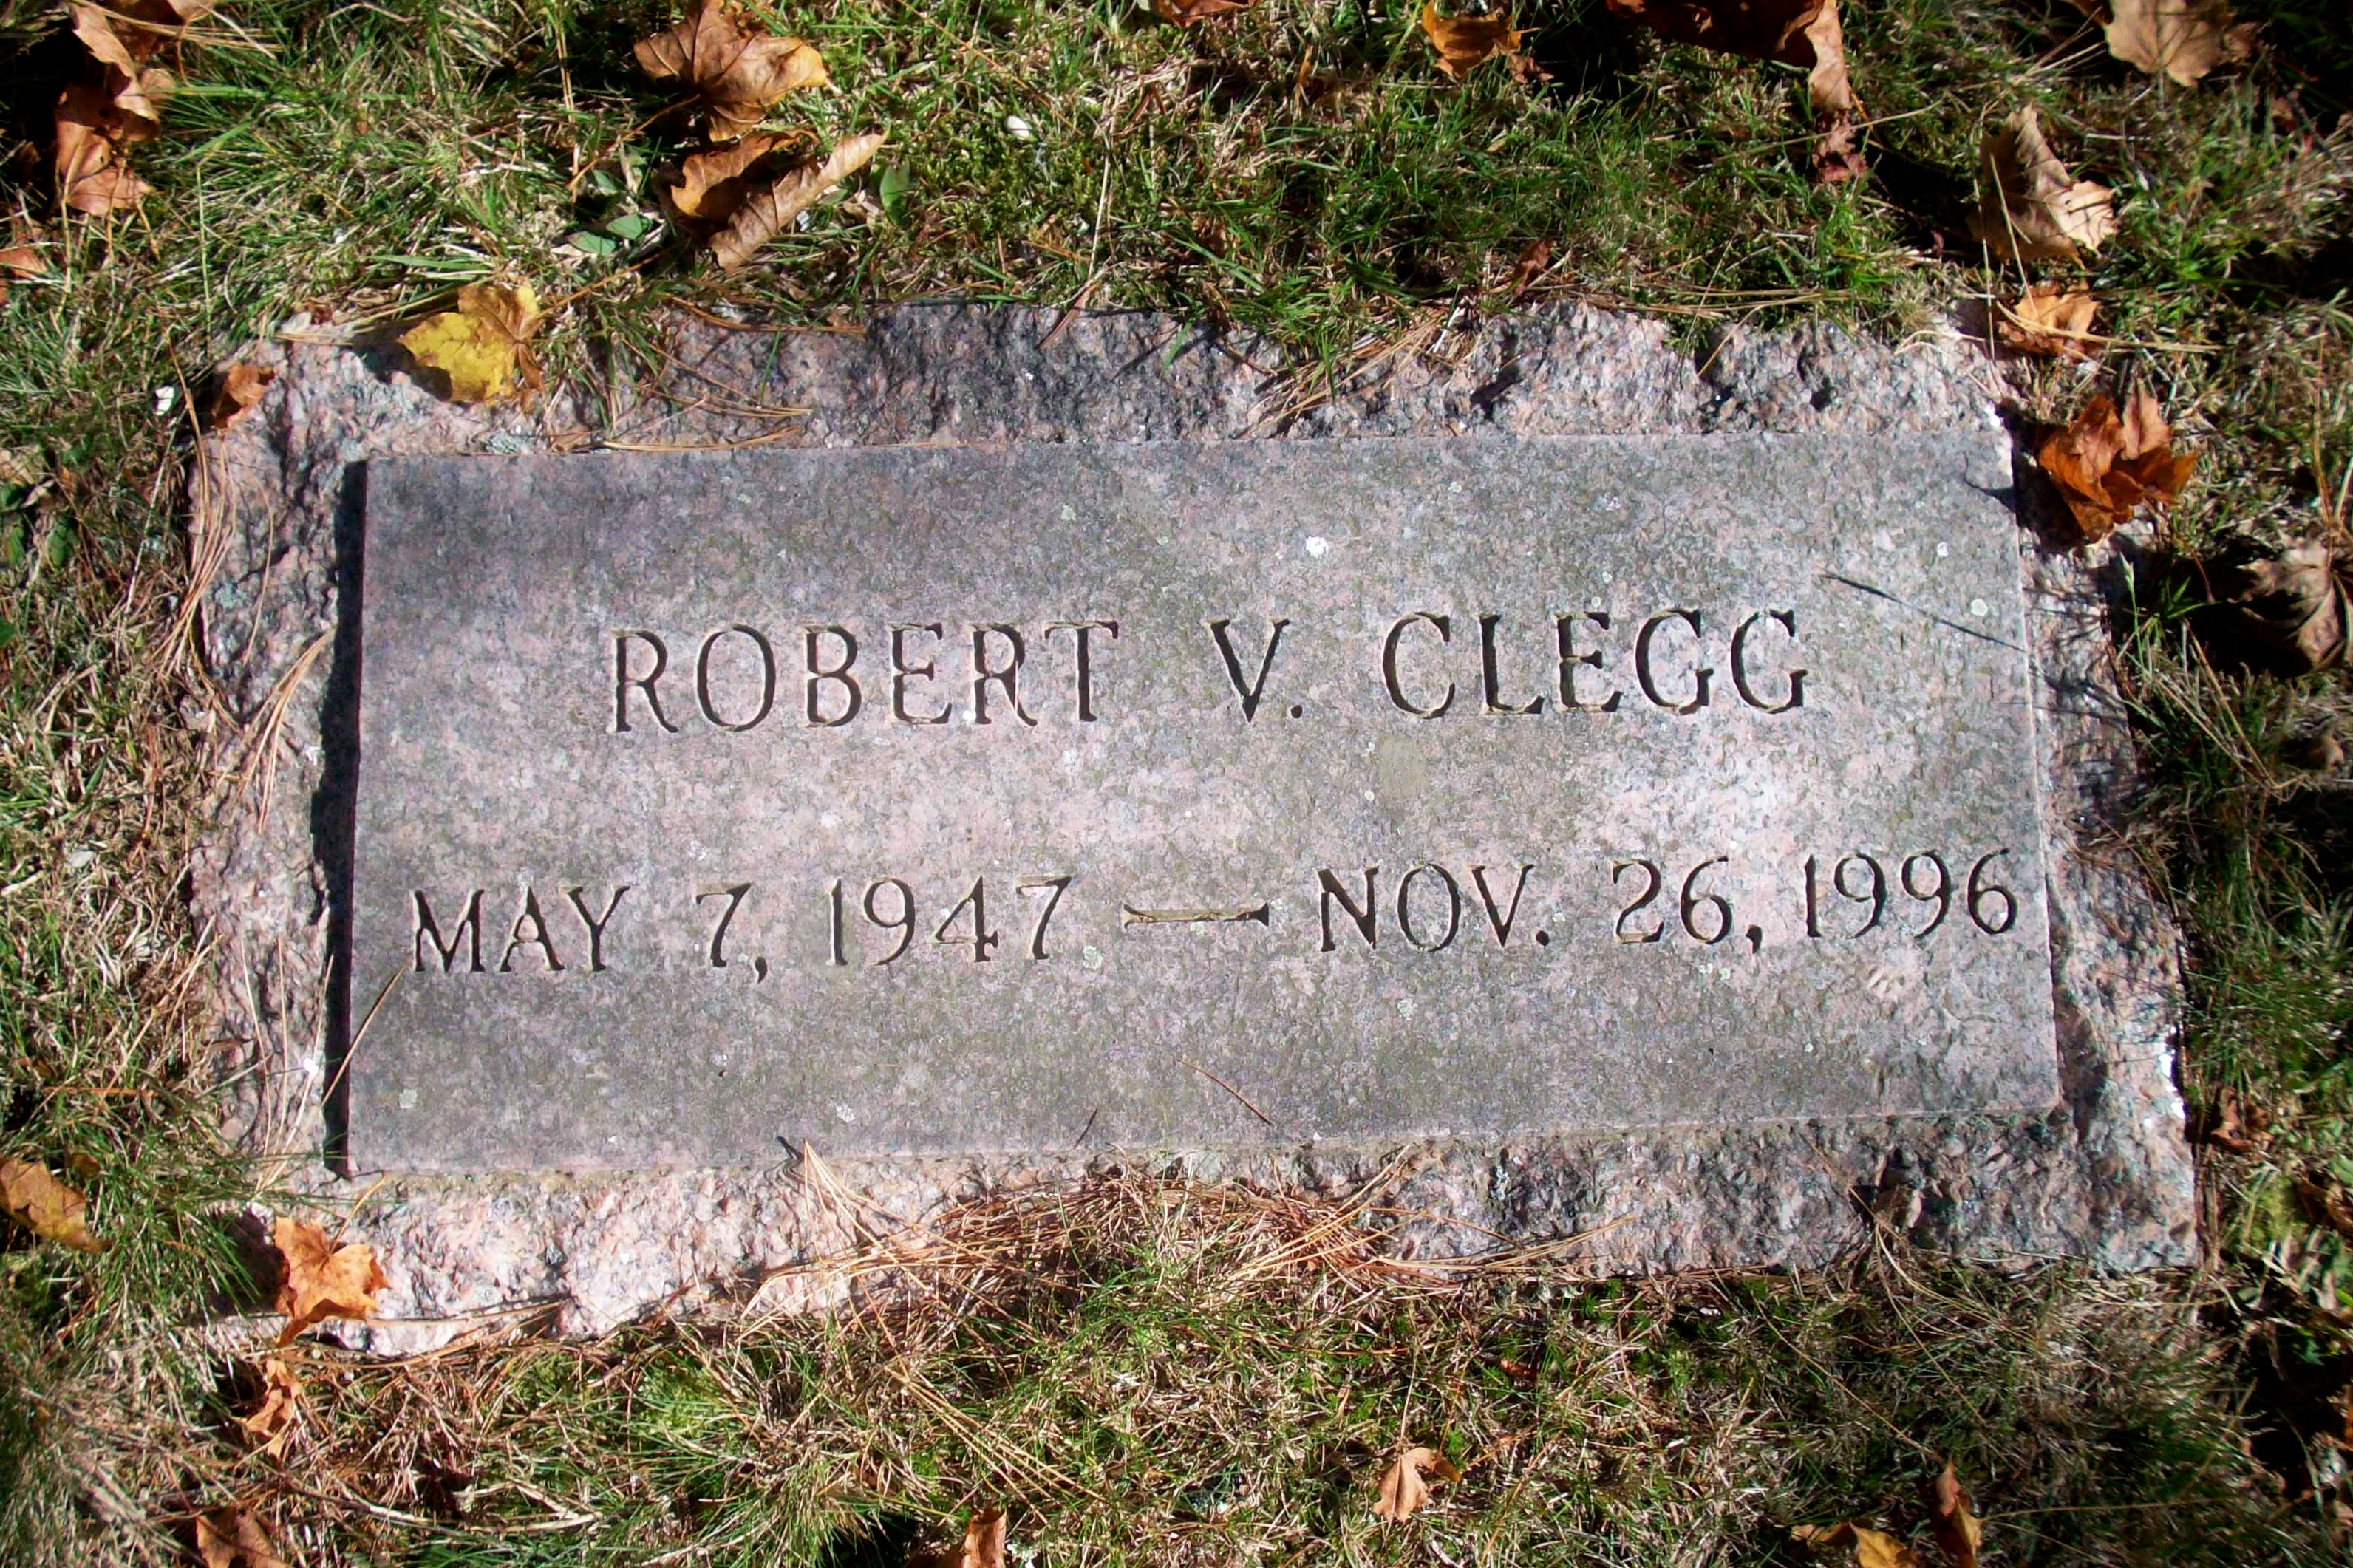 ROBERT V. CLEGG
MAY 7, 1947 — NOV. 26, 1996